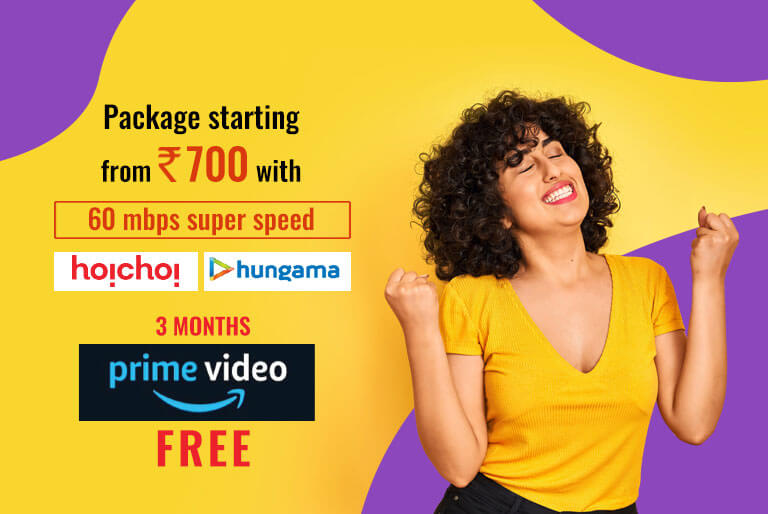 Package starting
from ₹700 with
60 mbps super speed
hoichoi hungama
3 MONTHS
prime video
FREE